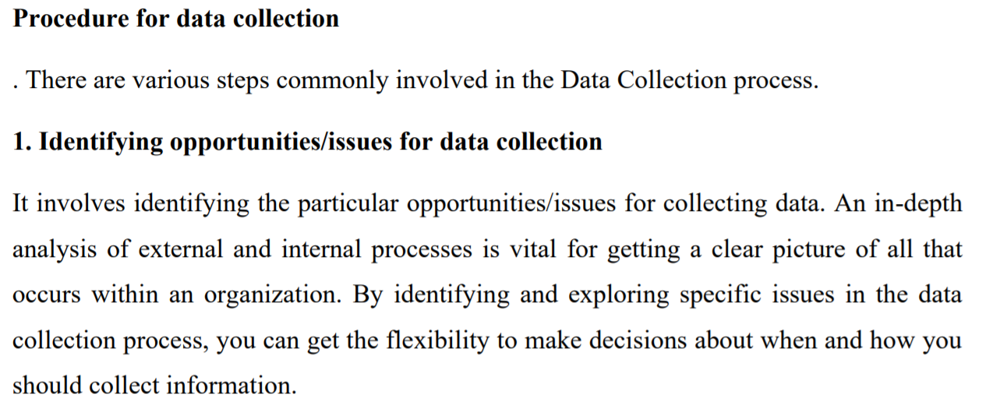 Procedure for data collection
. There are various steps commonly involved in the Data Collection process.
1. Identifying opportunities/issues for data collection
It involves identifying the particular opportunities/issues for collecting data. An in-depth
analysis of external and internal processes is vital for getting a clear picture of all that
occurs within an organization. By identifying and exploring specific issues in the data
collection process, you can get the flexibility to make decisions about when and how you
should collect information.